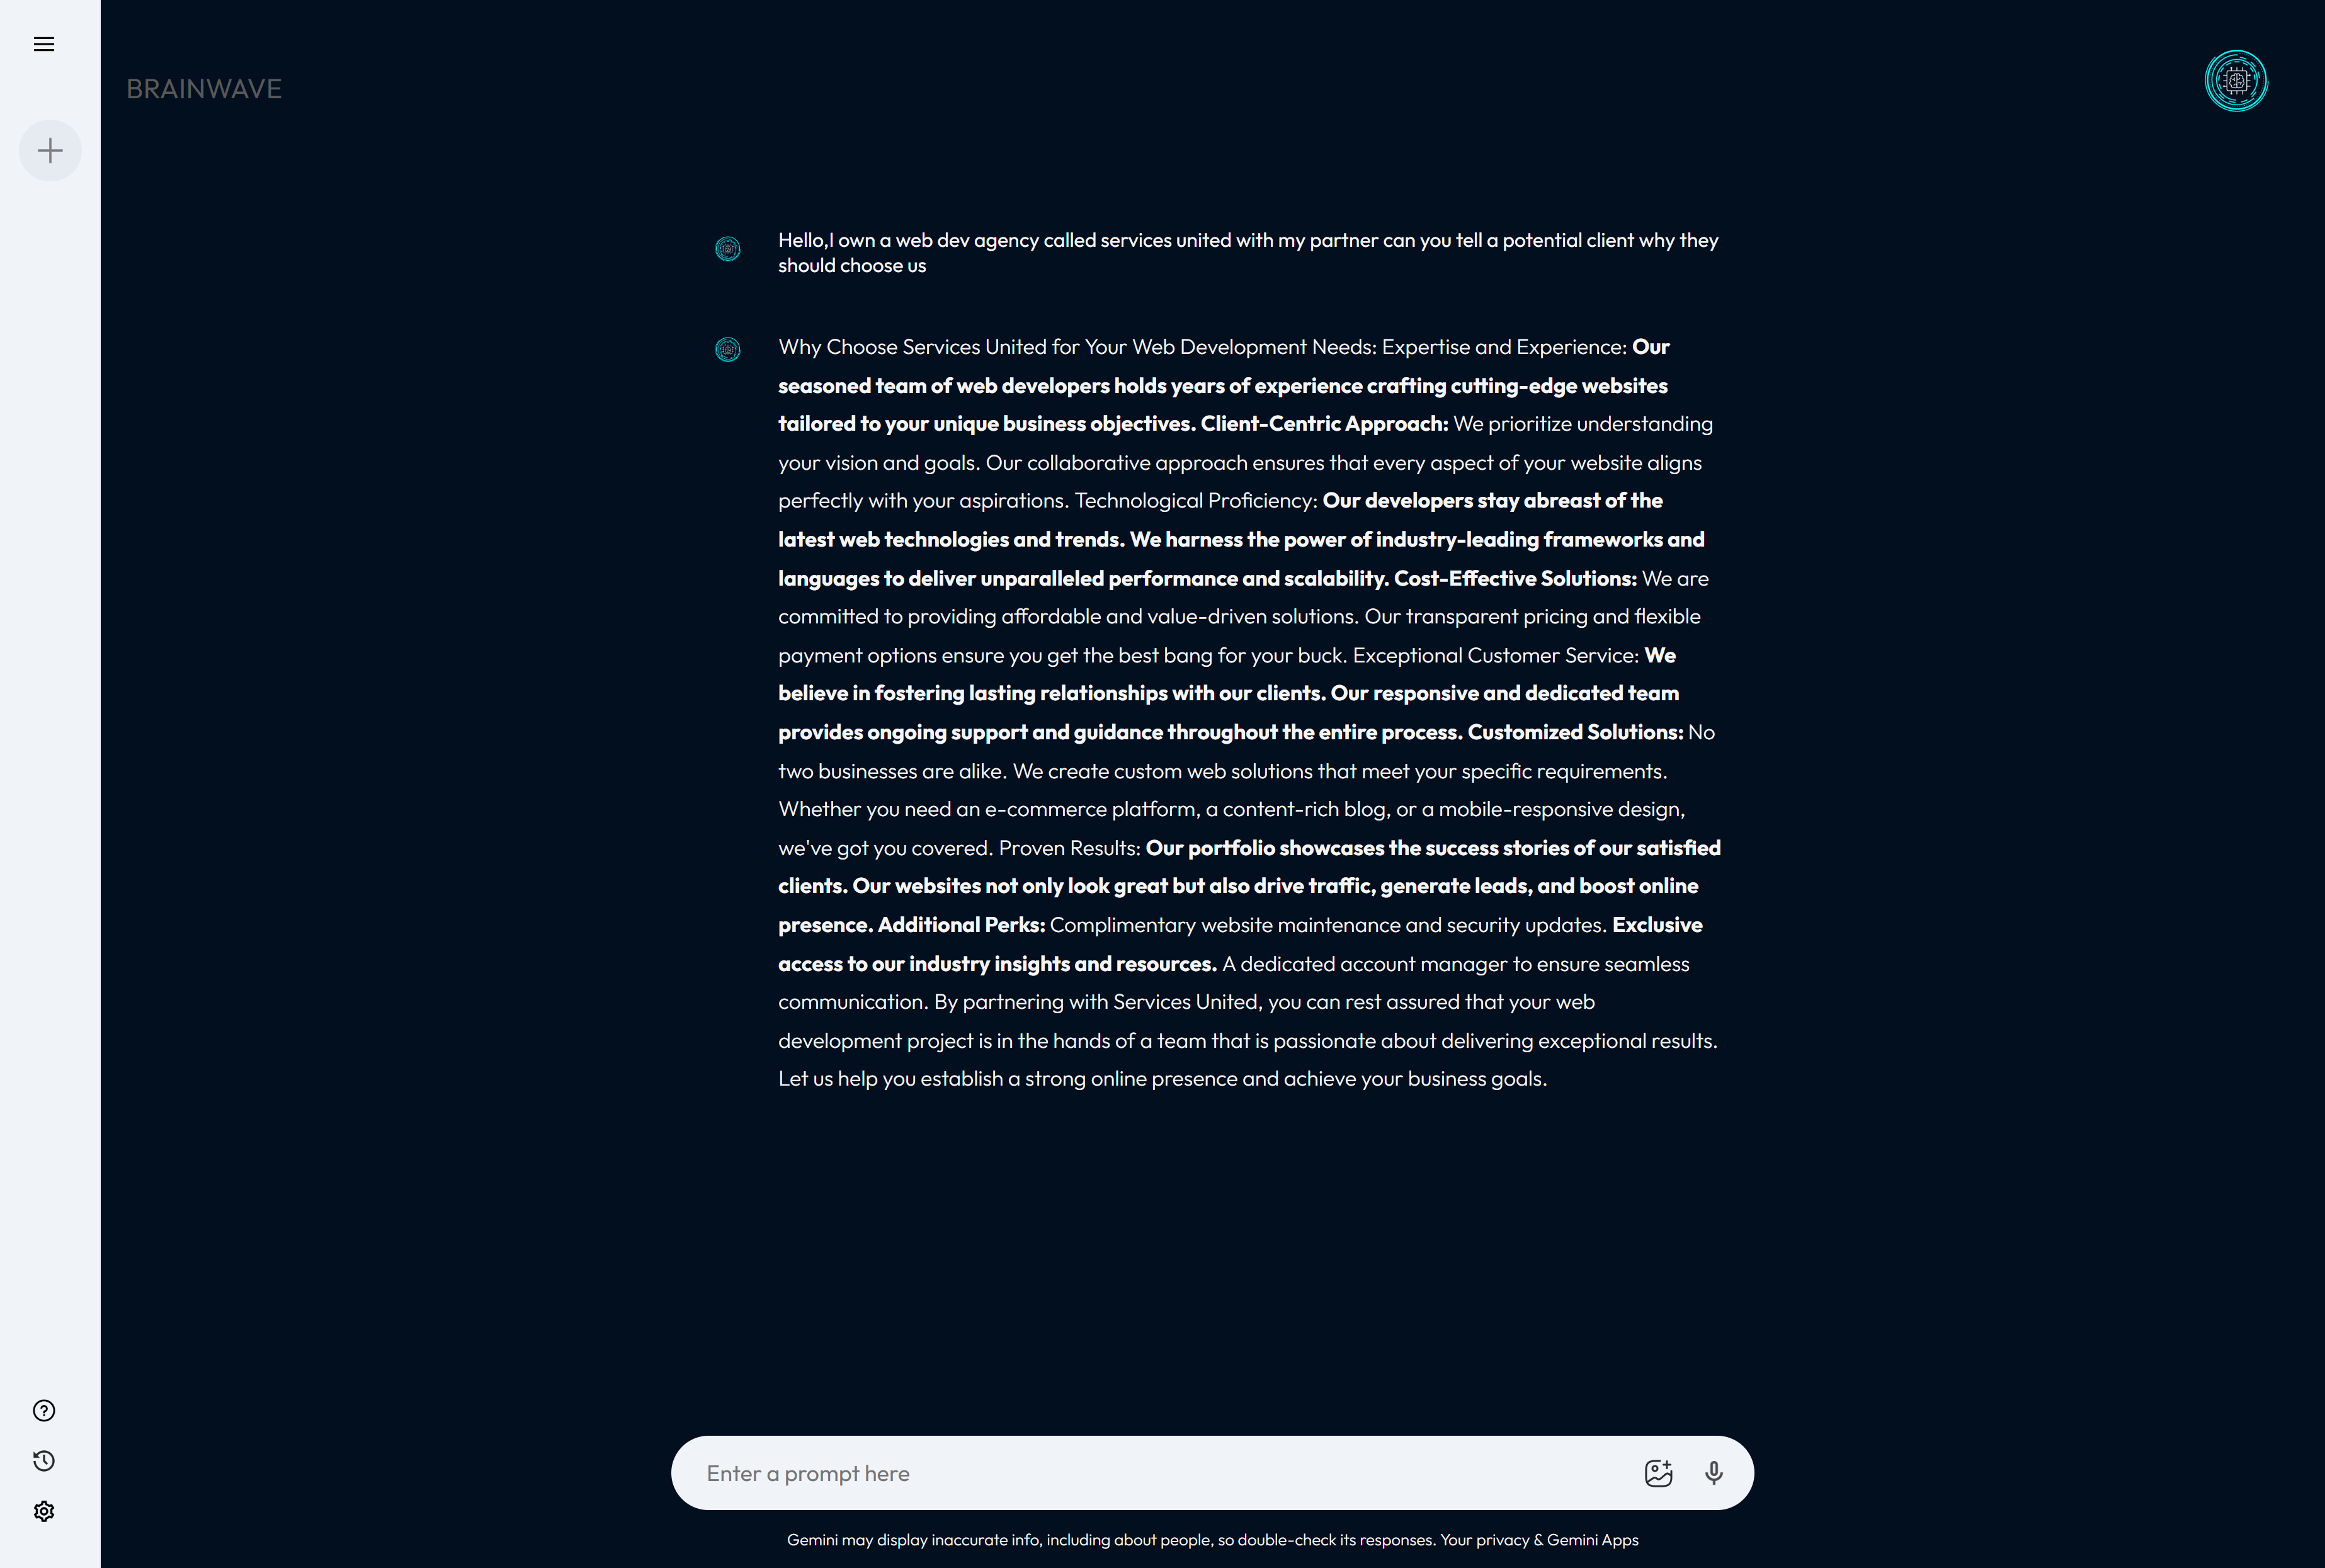 BRAINWAVE
Hello,I own a web dev agency called services united with my partner can you tell a potential client why they
should choose us
Why Choose Services United for Your Web Development Needs: Expertise and Experience: Our
seasoned team of web developers holds years of experience crafting cutting-edge websites
tailored to your unique business objectives. Client-Centric Approach: We prioritize understanding
your vision and goals. Our collaborative approach ensures that every aspect of your website aligns
perfectly with your aspirations. Technological Proficiency: Our developers stay abreast of the
latest web technologies and trends. We harness the power of industry-leading frameworks and
languages to deliver unparalleled performance and scalability. Cost-Effective Solutions: We are
committed to providing affordable and value-driven solutions. Our transparent pricing and flexible
payment options ensure you get the best bang for your buck. Exceptional Customer Service: We
believe in fostering lasting relationships with our clients. Our responsive and dedicated team
provides ongoing support and guidance throughout the entire process. Customized Solutions: No
two businesses are alike. We create custom web solutions that meet your specific requirements.
Whether you need an e-commerce platform, a content-rich blog, or a mobile-responsive design,
we've got you covered. Proven Results: Our portfolio showcases the success stories of our satisfied
clients. Our websites not only look great but also drive traffic, generate leads, and boost online
presence. Additional Perks: Complimentary website maintenance and security updates. Exclusive
access to our industry insights and resources. A dedicated account manager to ensure seamless
communication. By partnering with Services United, you can rest assured that your web
development project is in the hands of a team that is passionate about delivering exceptional results.
Let us help you establish a strong online presence and achieve your business goals.
Enter a prompt here
Gemini may display inaccurate info, including about people, so double-check its responses. Your privacy & Gemini Apps